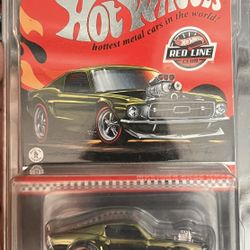 Hot Wheels
hottest metal cars in the world!
RED LINE
CLUB